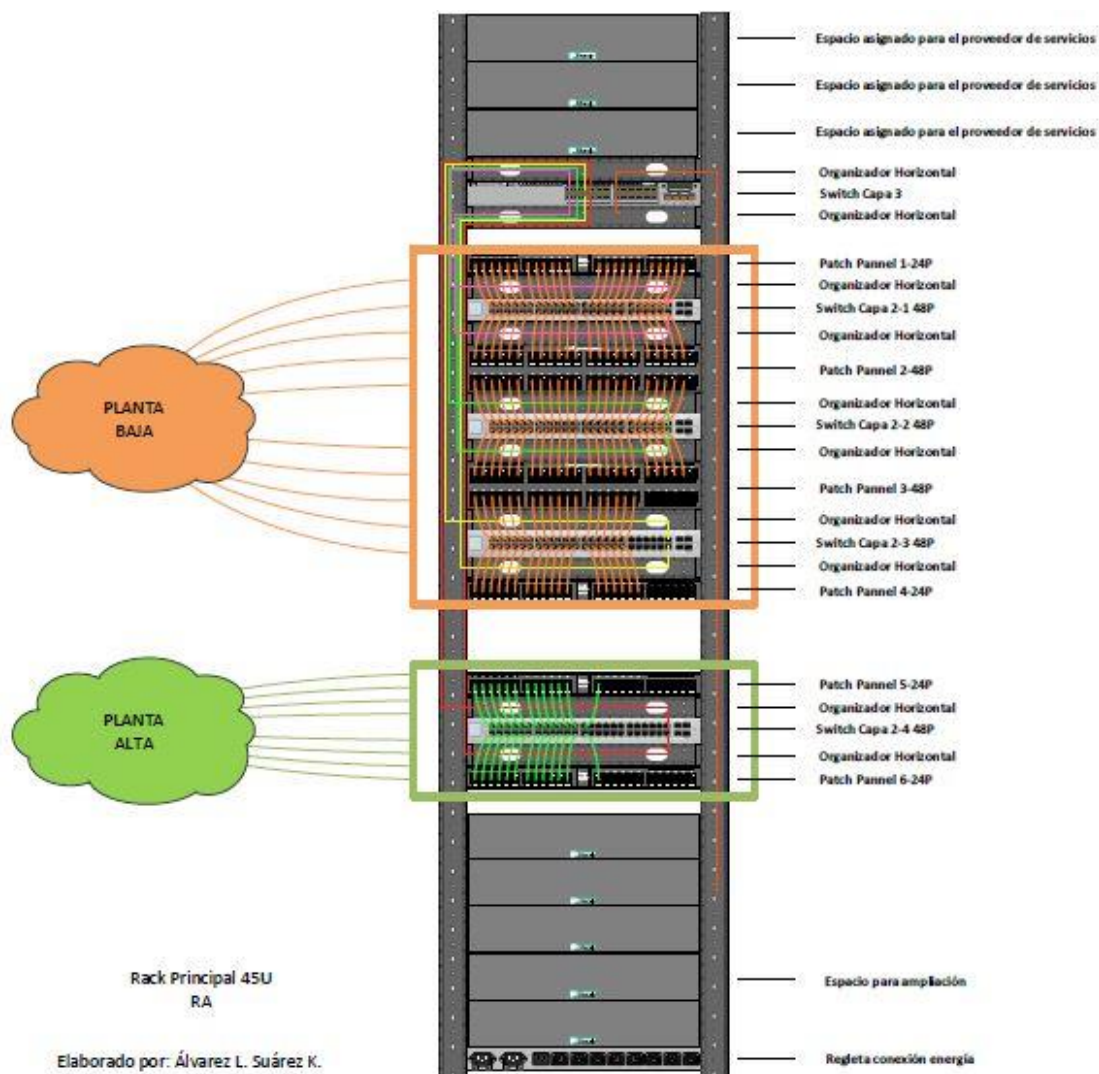 Espacio asignado para el proveedor de servicios
Espacio asignado para el proveedor de servicios
Espacio asignado para el proveedor de servicios
Organizador Horizontal
Switch Capa 3
Organizador Horizontal
Patch Pannel 1-24P
Organizador Horizontal
Switch Capa 2-1 48P
Organizador Horizontal
Patch Pannel 2-48P
PLANTA
BAJA
Organizador Horizontal
Switch Capa 2-2 48P
Organizador Horizontal
Patch Pannel 3-48P
Organizador Horizontal
Switch Capa 2-3 48P
Organizador Horizontal
Patch Pannel 4-24P
Patch Pannel 5-24P
Organizador Horizontal
PLANTA
ALTA
Switch Capa 2-4 48P
Organizador Horizontal
Patch Pannel 6-24P
Rack Principal 45U
RA
Espacio para ampliación
Elaborado por: Álvarez L. Suárez K.
Regleta conexión energía